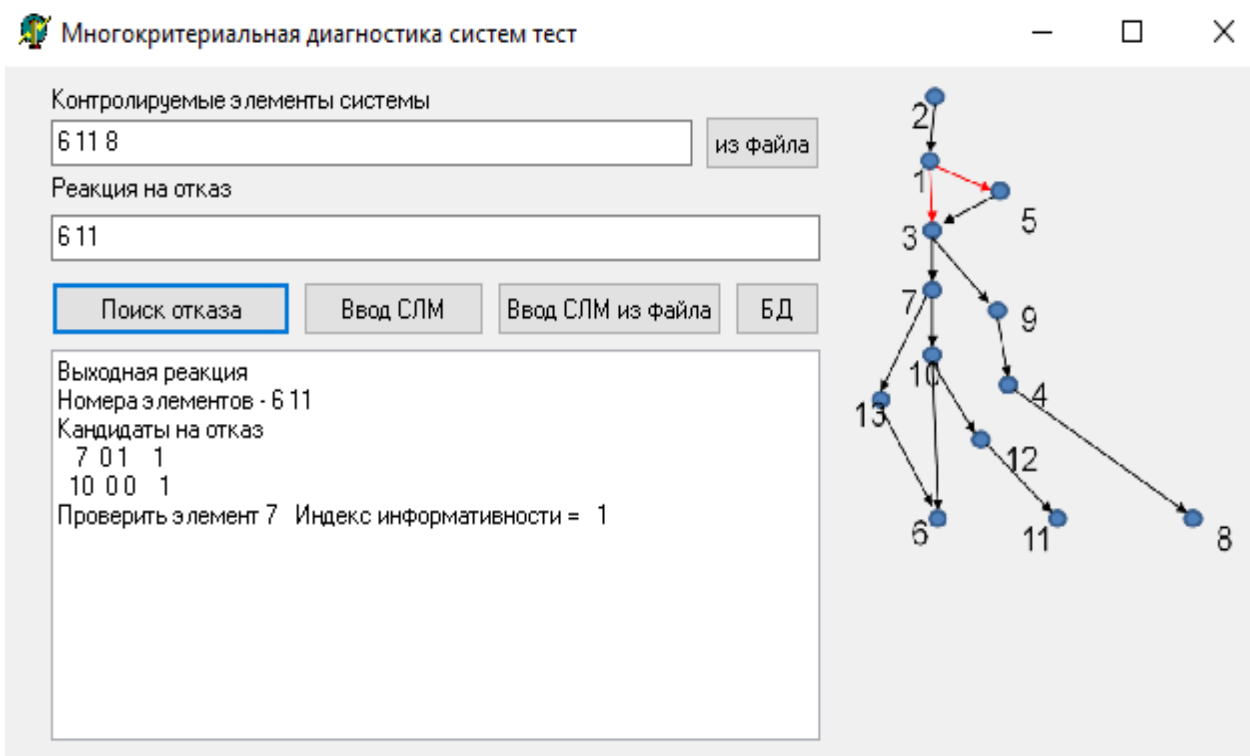 Многокритериальная диагностика систем тест
Контролируемые элементы системы
6 11 8
из файла
Реакция на отказ
6 11
Поиск отказа
Ввод СЛМ
Ввод СЛМ из файла
БД
Выходная реакция
Номера элементов - 6 11
Кандидаты на отказ
7 0 1 1
10 0 0 1
Проверить элемент 7 Индекс информативности = 1
2
1
5
3
7
9
10
4
13
12
6
11
8